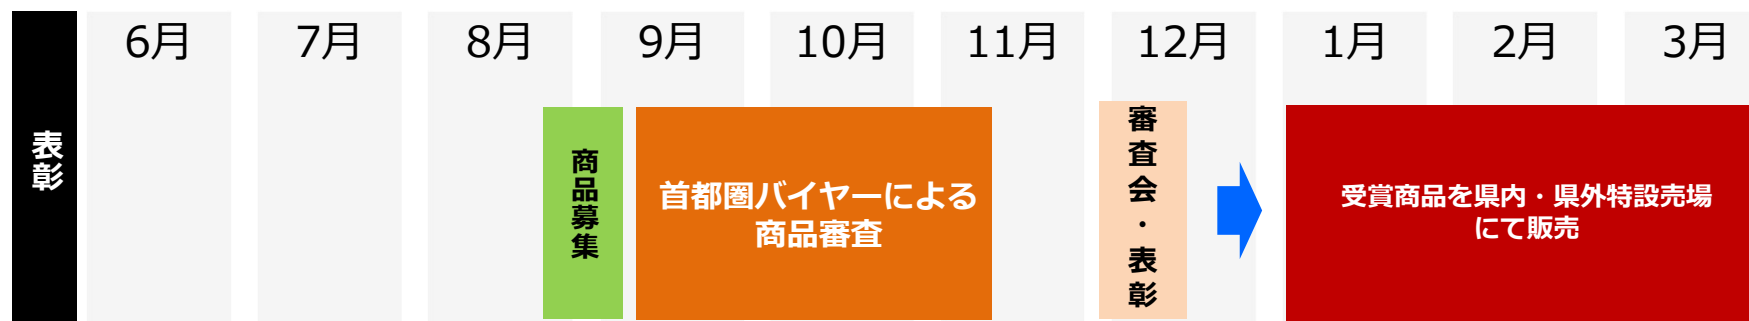 6月 7月 8月 9月 10月 11月 12月 1月 2月 3月
表彰
商品募集
首都圏バイヤーによる
商品審査
審査会・表彰
受賞商品を県内・県外特設売場
にて販売